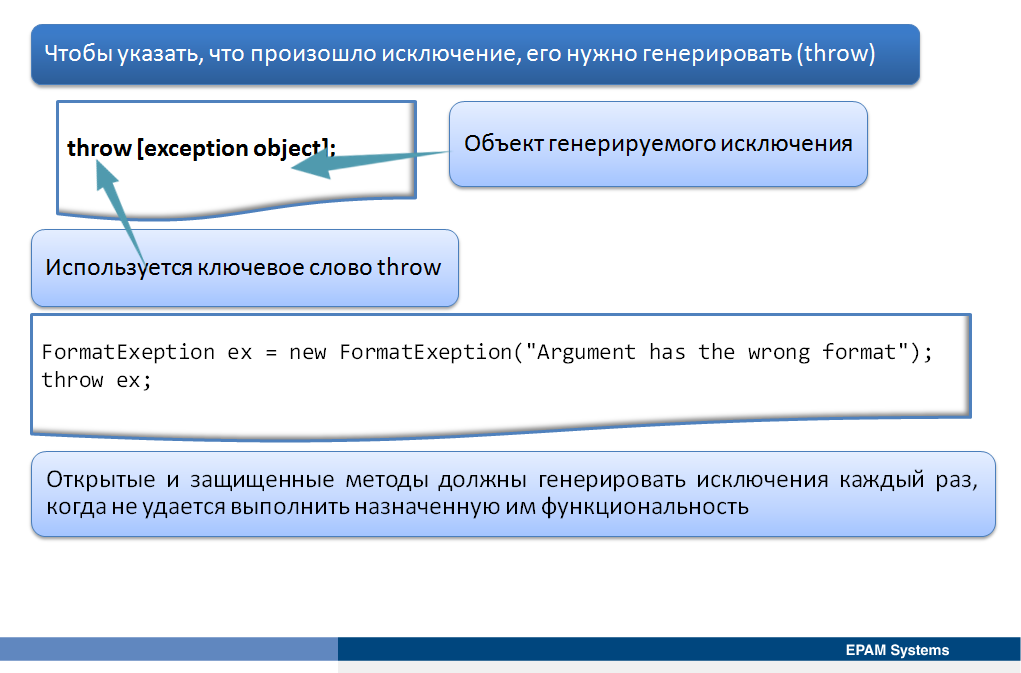 Чтобы указать, что произошло исключение, его нужно генерировать (throw)
throw [exception object];
Объект генерируемого исключения
Используется ключевое слово throw
FormatExeption ex = new FormatExeption("Argument has the wrong format");
throw ex;
Открытые и защищенные методы должны генерировать исключения каждый раз,
когда не удается выполнить назначенную им функциональность
EPAM Systems